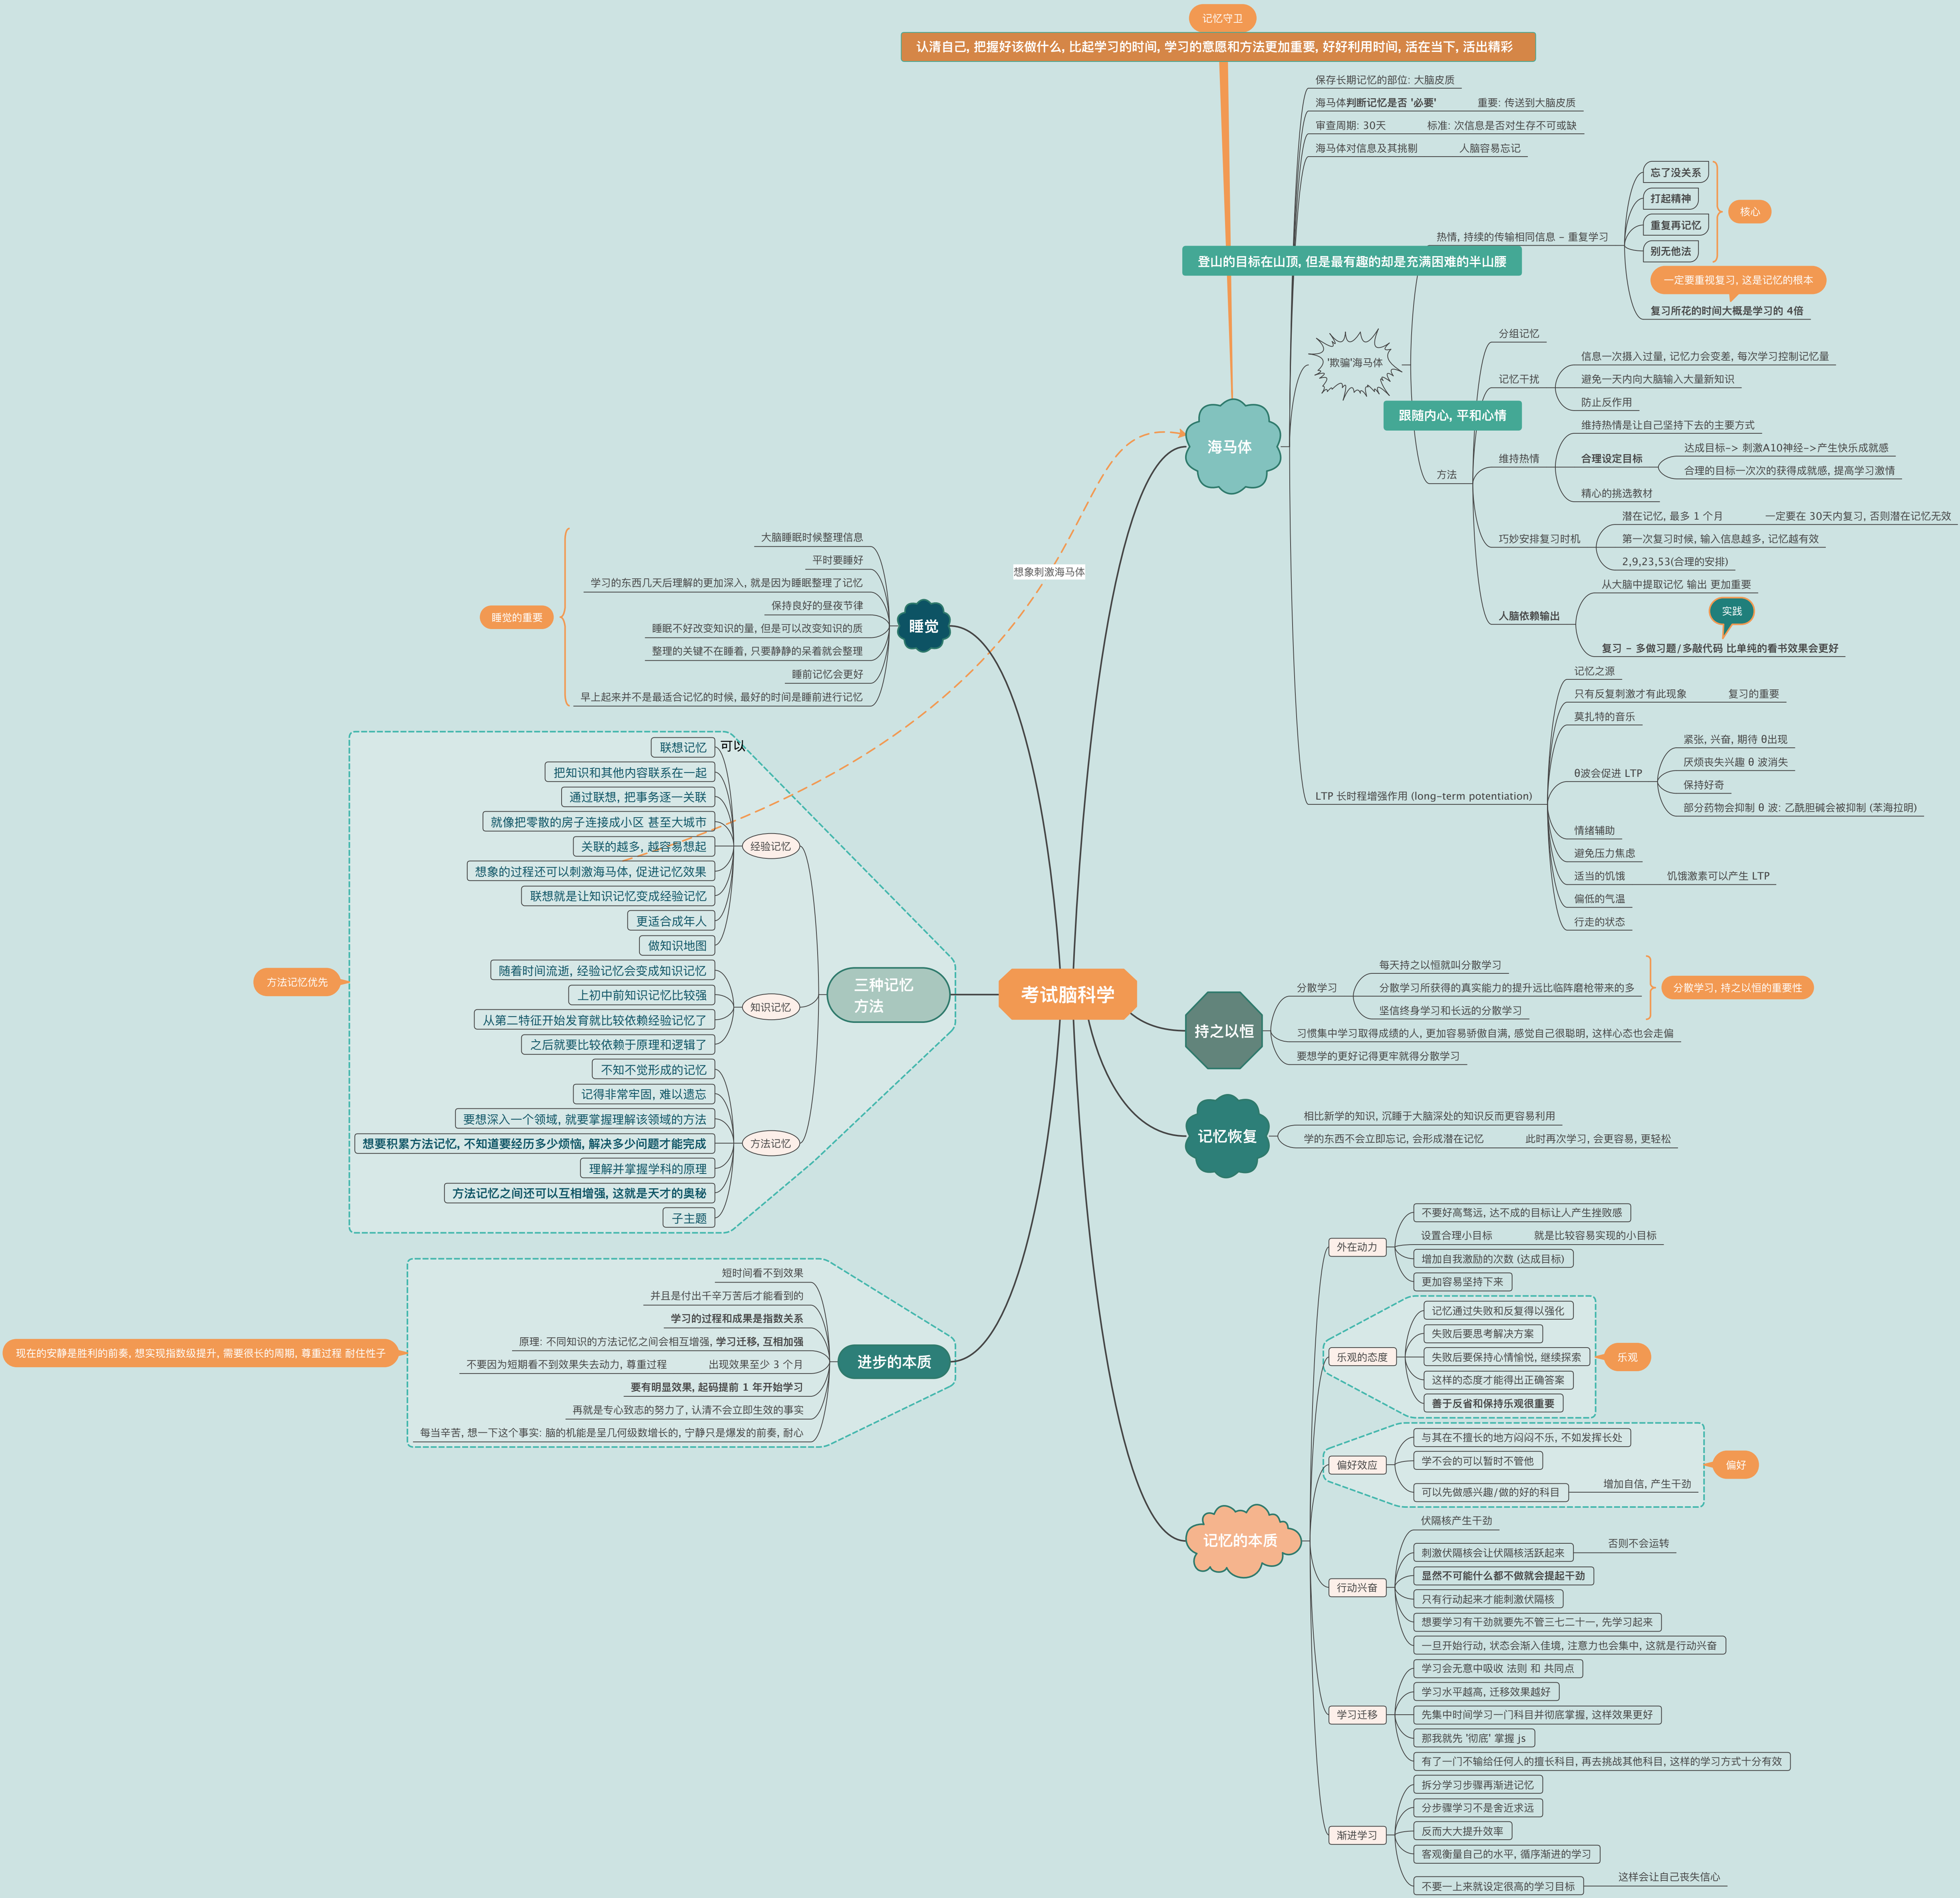 记忆守卫
认清自己, 把握好该做什么, 比起学习的时间, 学习的意愿和方法更加重要, 好好利用时间, 活在当下, 活出精彩
海马体
保存长期记忆的部位: 大脑皮质
海马体判断记忆是否 '必要'
重要: 传送到大脑皮质
审查周期: 30天
标准: 次信息是否对生存不可或缺
海马体对信息及其挑剔
人脑容易忘记
登山的目标在山顶, 但是最有趣的却是充满困难的半山腰
'欺骗'海马体
热情, 持续的传输相同信息 - 重复学习
忘了没关系
打起精神
重复再记忆
别无他法
核心
一定要重视复习, 这是记忆的根本
复习所花的时间大概是学习的 4倍
跟随内心, 平和心情
方法
分组记忆
记忆干扰
信息一次摄入过量, 记忆力会变差, 每次学习控制记忆量
避免一天内向大脑输入大量新知识
防止反作用
维持热情
维持热情是让自己坚持下去的主要方式
合理设定目标
达成目标-> 刺激A10神经->产生快乐成就感
合理的目标一次次的获得成就感, 提高学习激情
精心的挑选教材
巧妙安排复习时机
潜在记忆, 最多 1 个月
一定要在 30天内复习, 否则潜在记忆无效
第一次复习时候, 输入信息越多, 记忆越有效
2,9,23,53(合理的安排)
人脑依赖输出
从大脑中提取记忆 输出 更加重要
实践
复习 - 多做习题/多敲代码 比单纯的看书效果会更好
LTP 长时程增强作用 (long-term potentiation)
记忆之源
只有反复刺激才有此现象
复习的重要
莫扎特的音乐
θ波会促进 LTP
紧张, 兴奋, 期待 θ出现
厌烦丧失兴趣 θ 波消失
保持好奇
部分药物会抑制 θ 波: 乙酰胆碱会被抑制 (苯海拉明)
情绪辅助
避免压力焦虑
适当的饥饿
饥饿激素可以产生 LTP
偏低的气温
行走的状态
想象刺激海马体
睡觉
睡觉的重要
大脑睡眠时候整理信息
平时要睡好
学习的东西几天后理解的更加深入, 就是因为睡眠整理了记忆
保持良好的昼夜节律
睡眠不好改变知识的量, 但是可以改变知识的质
整理的关键不在睡着, 只要静静的呆着就会整理
睡前记忆会更好
早上起来并不是最适合记忆的时候, 最好的时间是睡前进行记忆
考试脑科学
三种记忆
方法
方法记忆优先
经验记忆
联想记忆
可以
把知识和其他内容联系在一起
通过联想, 把事务逐一关联
就像把零散的房子连接成小区 甚至大城市
关联的越多, 越容易想起
想象的过程还可以刺激海马体, 促进记忆效果
联想就是让知识记忆变成经验记忆
更适合成年人
做知识地图
知识记忆
随着时间流逝, 经验记忆会变成知识记忆
上初中前知识记忆比较强
从第二特征开始发育就比较依赖经验记忆了
之后就要比较依赖于原理和逻辑了
方法记忆
不知不觉形成的记忆
记得非常牢固, 难以遗忘
要想深入一个领域, 就要掌握理解该领域的方法
想要积累方法记忆, 不知道要经历多少烦恼, 解决多少问题才能完成
理解并掌握学科的原理
方法记忆之间还可以互相增强, 这就是天才的奥秘
子主题
进步的本质
现在的安静是胜利的前奏, 想实现指数级提升, 需要很长的周期, 尊重过程 耐住性子
短时间看不到效果
并且是付出千辛万苦后才能看到的
学习的过程和成果是指数关系
原理: 不同知识的方法记忆之间会相互增强, 学习迁移, 互相加强
不要因为短期看不到效果失去动力, 尊重过程
出现效果至少 3 个月
要有明显效果, 起码提前 1 年开始学习
再就是专心致志的努力了, 认清不会立即生效的事实
每当辛苦, 想一下这个事实: 脑的机能是呈几何级数增长的, 宁静只是爆发的前奏, 耐心
持之以恒
分散学习
每天持之以恒就叫分散学习
分散学习所获得的真实能力的提升远比临阵磨枪带来的多
坚信终身学习和长远的分散学习
分散学习, 持之以恒的重要性
习惯集中学习取得成绩的人, 更加容易骄傲自满, 感觉自己很聪明, 这样心态也会走偏
要想学的更好记得更牢就得分散学习
记忆恢复
相比新学的知识, 沉睡于大脑深处的知识反而更容易利用
学的东西不会立即忘记, 会形成潜在记忆
此时再次学习, 会更容易, 更轻松
记忆的本质
外在动力
不要好高骛远, 达不成的目标让人产生挫败感
设置合理小目标
就是比较容易实现的小目标
增加自我激励的次数 (达成目标)
更加容易坚持下来
乐观的态度
记忆通过失败和反复得以强化
失败后要思考解决方案
失败后要保持心情愉悦, 继续探索
这样的态度才能得出正确答案
善于反省和保持乐观很重要
乐观
偏好效应
与其在不擅长的地方闷闷不乐, 不如发挥长处
学不会的可以暂时不管他
可以先做感兴趣/做的好的科目
增加自信, 产生干劲
偏好
行动兴奋
伏隔核产生干劲
刺激伏隔核会让伏隔核活跃起来
否则不会运转
显然不可能什么都不做就会提起干劲
只有行动起来才能刺激伏隔核
想要学习有干劲就要先不管三七二十一, 先学习起来
一旦开始行动, 状态会渐入佳境, 注意力也会集中, 这就是行动兴奋
学习迁移
学习会无意中吸收 法则 和 共同点
学习水平越高, 迁移效果越好
先集中时间学习一门科目并彻底掌握, 这样效果更好
那我就先 '彻底' 掌握 js
有了一门不输给任何人的擅长科目, 再去挑战其他科目, 这样的学习方式十分有效
渐进学习
拆分学习步骤再渐进记忆
分步骤学习不是舍近求远
反而大大提升效率
客观衡量自己的水平, 循序渐进的学习
不要一上来就设定很高的学习目标
这样会让自己丧失信心